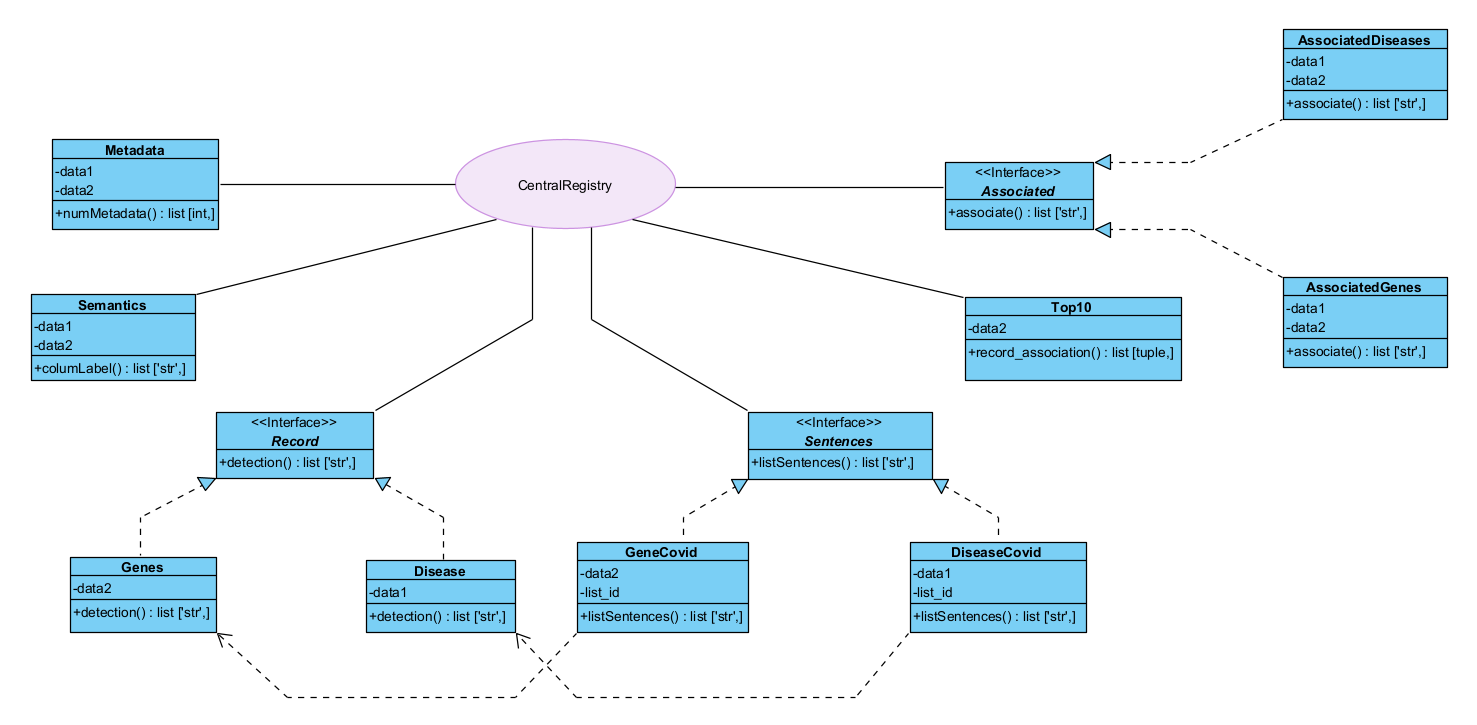 AssociatedDiseases
-data1
-data2
+associate() : list ['str',]
Metadata
-data1
-data2
+numMetadata() : list [int,]
CentralRegistry
<<Interface>>
Associated
+associate() : list ['str',]
Semantics
-data1
-data2
+columLabel() : list ['str',]
Top10
-data2
+record_association() : list [tuple,]
AssociatedGenes
-data1
-data2
+associate() : list ['str',]
<<Interface>>
Record
+detection() : list ['str',]
<<Interface>>
Sentences
+listSentences() : list ['str',]
Genes
-data2
+detection() : list ['str',]
Disease
-data1
+detection() : list ['str',]
GeneCovid
-data2
-list_id
+listSentences() : list ['str',]
DiseaseCovid
-data1
-list_id
+listSentences() : list ['str',]